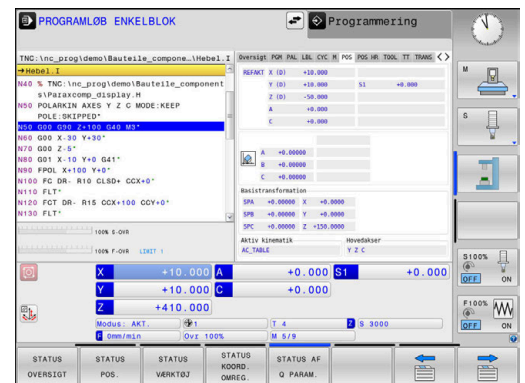 PROGRAMLØB ENKELBLOK
Programmering
TNC:\nc_prog\demo\Bauteile_compone…\Hebel.I
→Hebel.I
N40 % TNC:\nc_prog\demo\Bauteile_component
s\Paraxcomp_display.H
N50 POLARKIN AXES Y Z C MODE:KEEP
POLE:SKIPPED*
N50 G00 G90 Z+100 G40 M3*
N60 G00 X-30 Y+30*
N70 G00 Z-5*
N80 G01 X-10 Y+0 G41*
N90 FPOL X+100 Y+0*
N100 FC DR- R10 CLSD+ CCX+0*
N110 FLT*
N120 FCT DR- R15 CCX+100 CCY+0*
N130 FLT*
100% S-OVR
100% F-OVR LIMIT 1
Oversigt PGM PAL LBL CYC M POS POS HR TOOL TT TRANS
REFAKT X (D) +10.000
Y (D) +10.000 S1 +0.000
Z (D) -50.000
A +0.000
C +0.000
A +0.00000
B +0.00000
C +0.00000
Basistransformation
SPA +0.00000 X +0.0000
SPB +0.00000 Y +0.0000
SPC +0.00000 Z +150.0000
Aktiv kinematik Hovedakser
AC_TABLE Y Z C
X +10.000 A +0.000 S1 +0.000
Y +10.000 C +0.000
Z +410.000
Modus: AKT. 1 T 4 Z S 3000
F 0mm/min Ovr 100% M 5/9
M
S
S100%
OFF ON
F100%
OFF ON
STATUS OVERSIGT
STATUS POS.
STATUS VÆRKTØJ
STATUS KOORD. OMREG.
STATUS AF Q PARAM.